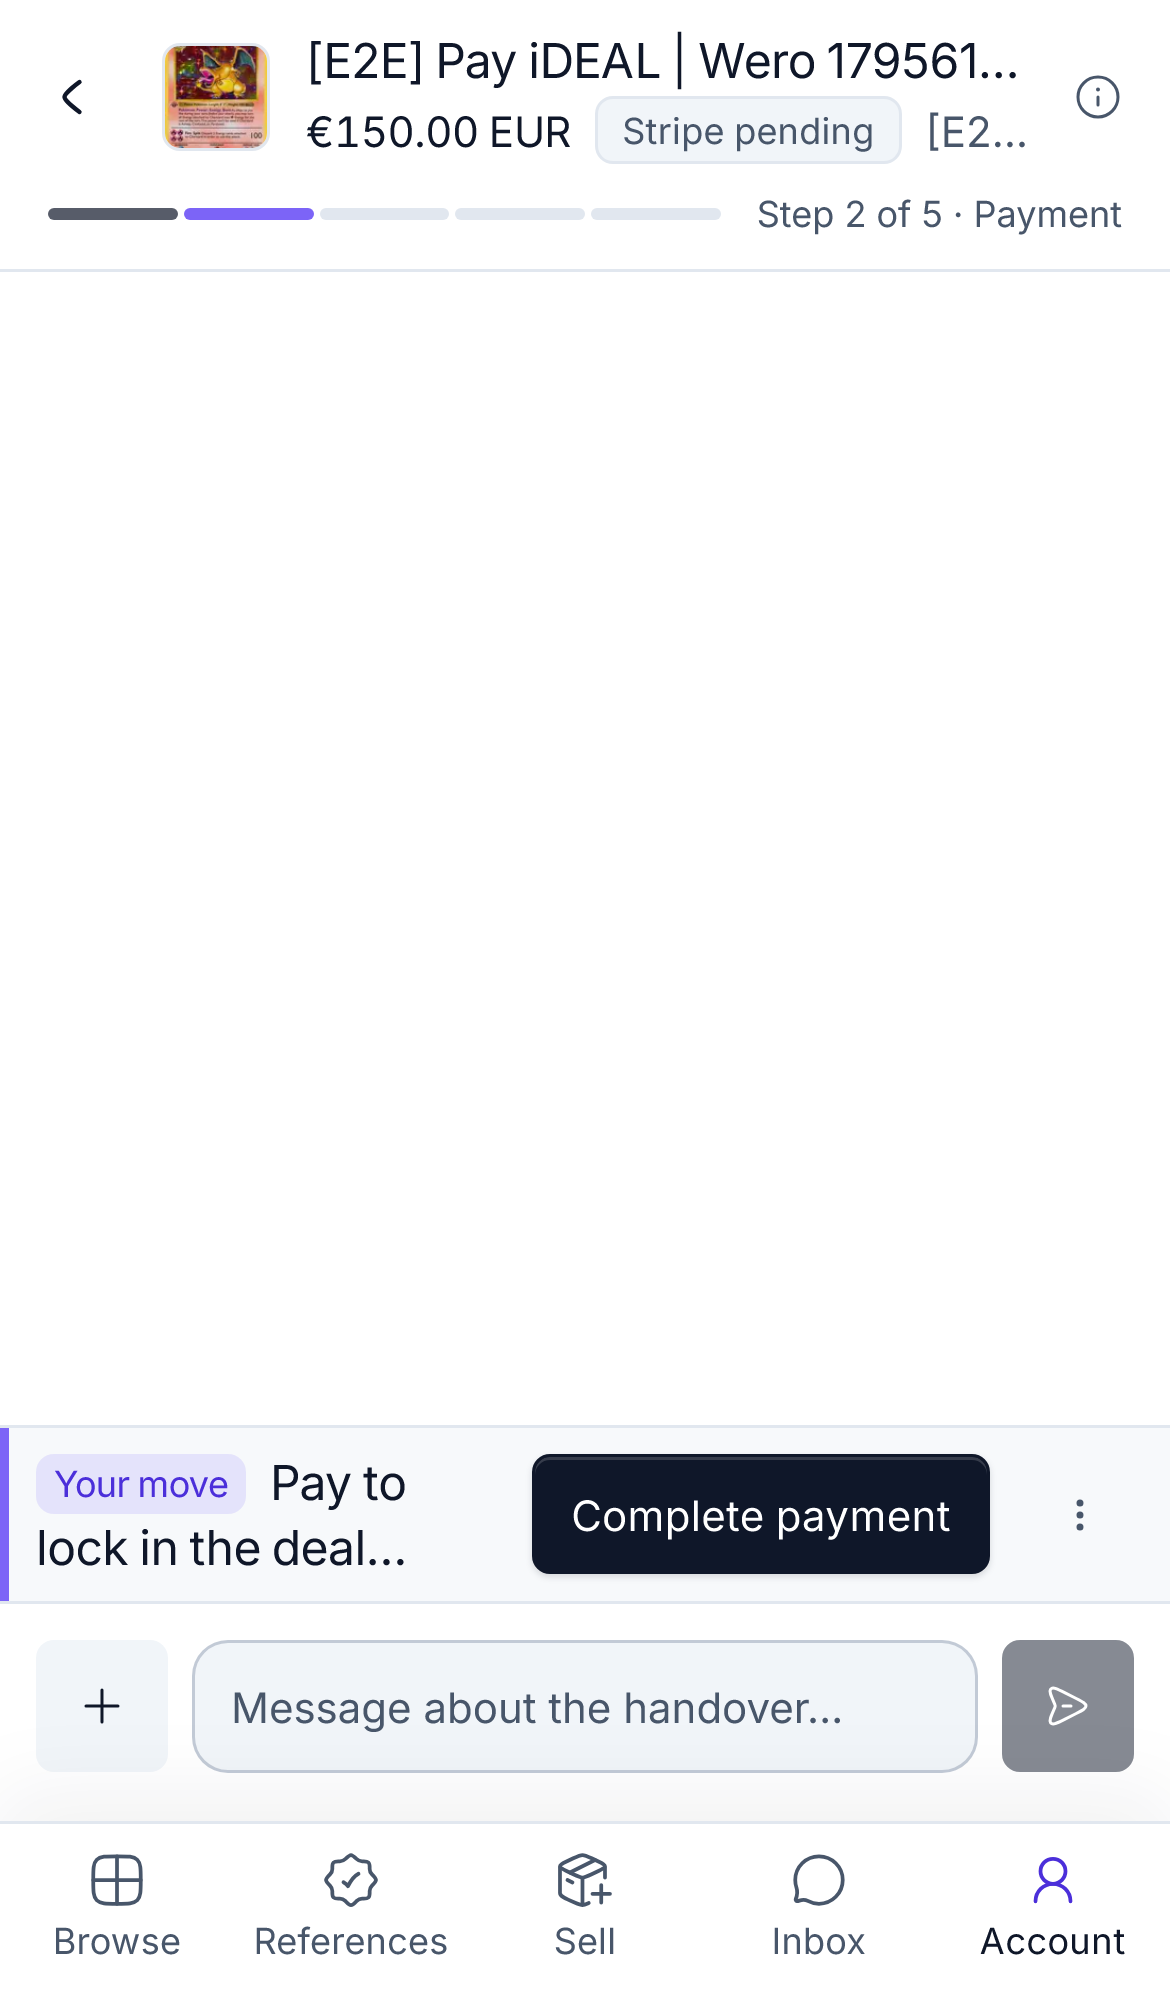 [E2E] Pay iDEAL | Wero 179561...
€150.00 EUR Stripe pending [E2...
Step 2 of 5 · Payment
Your move Pay to
lock in the deal...
Complete payment
Message about the handover...
Browse References Sell Inbox Account